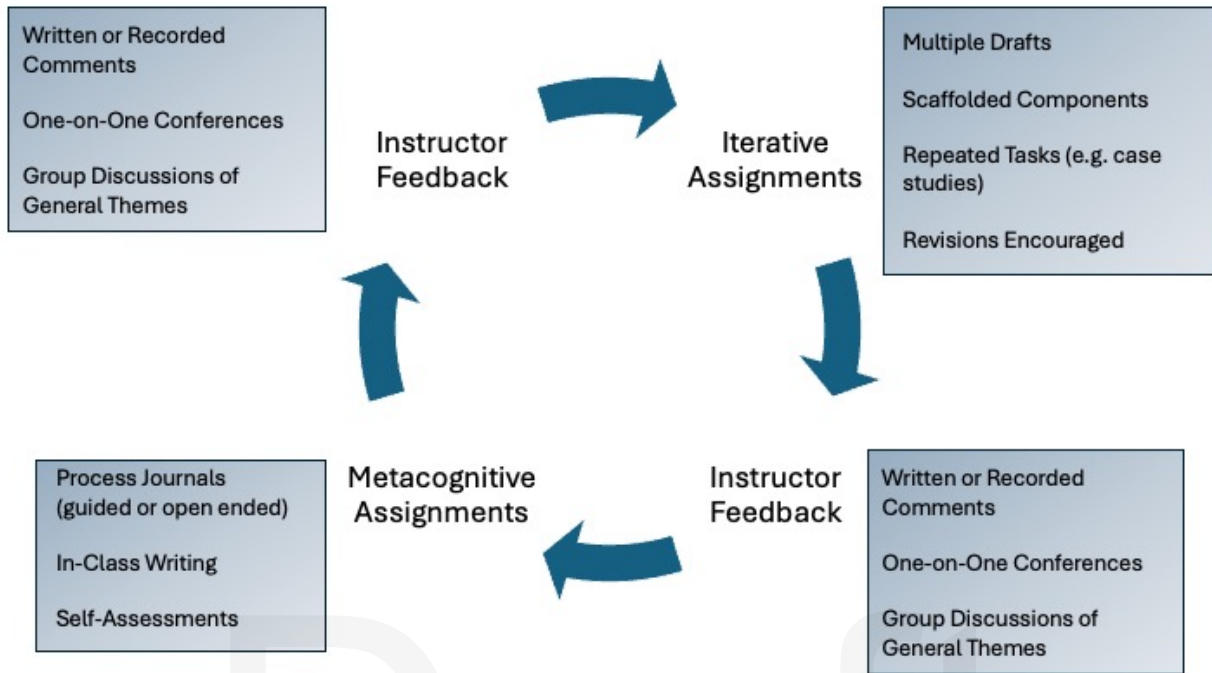 Written or Recorded
Comments
One-on-One Conferences
Group Discussions of
General Themes
Instructor
Feedback
Iterative
Assignments
Multiple Drafts
Scaffolded Components
Repeated Tasks (e.g. case
studies)
Revisions Encouraged
Process Journals
(guided or open ended)
In-Class Writing
Self-Assessments
Metacognitive
Assignments
Instructor
Feedback
Written or Recorded
Comments
One-on-One Conferences
Group Discussions of
General Themes